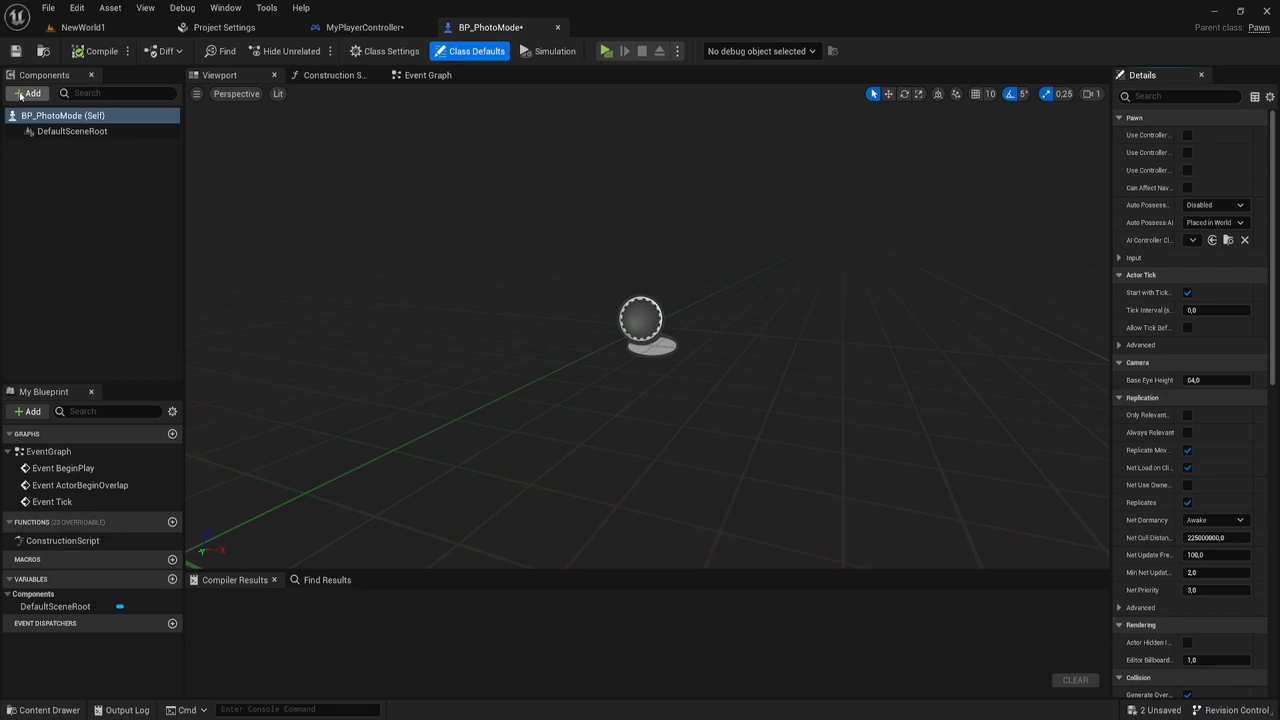 File Edit Asset View Debug Window Tools Help
NewWorld1 Project Settings MyPlayerController* BP_PhotoMode* Parent class: Pawn
Compile Diff Find Hide Unrelated Class Settings Class Defaults Simulation No debug object selected
Components Viewport Construction S... Event Graph Details
Add Search Perspective Lit 10 5° 0,25 1 Search
BP_PhotoMode (Self)
DefaultSceneRoot
My Blueprint
Add Search
GRAPHS
EventGraph
Event BeginPlay
Event ActorBeginOverlap
Event Tick
FUNCTIONS (23 OVERRIDABLE)
ConstructionScript
MACROS
VARIABLES
Components
DefaultSceneRoot
EVENT DISPATCHERS
X
Compiler Results Find Results
CLEAR
Pawn
Use Controller...
Use Controller...
Use Controller...
Can Affect Nav...
Auto Possess... Disabled
Auto Possess AI Placed in World
AI Controller Cl...
Input
Actor Tick
Start with Tick...
Tick Interval (s... 0,0
Allow Tick Bef...
Advanced
Camera
Base Eye Height 64,0
Replication
Only Relevant...
Always Relevant
Replicate Mov...
Net Load on Cli...
Net Use Owne...
Replicates
Net Dormancy Awake
Net Cull Distan... 225000000,0
Net Update Fre... 100,0
Min Net Updat... 2,0
Net Priority 3,0
Advanced
Rendering
Actor Hidden I...
Editor Billboard... 1,0
Collision
Generate Over...
Content Drawer Output Log Cmd Enter Console Command 2 Unsaved Revision Control